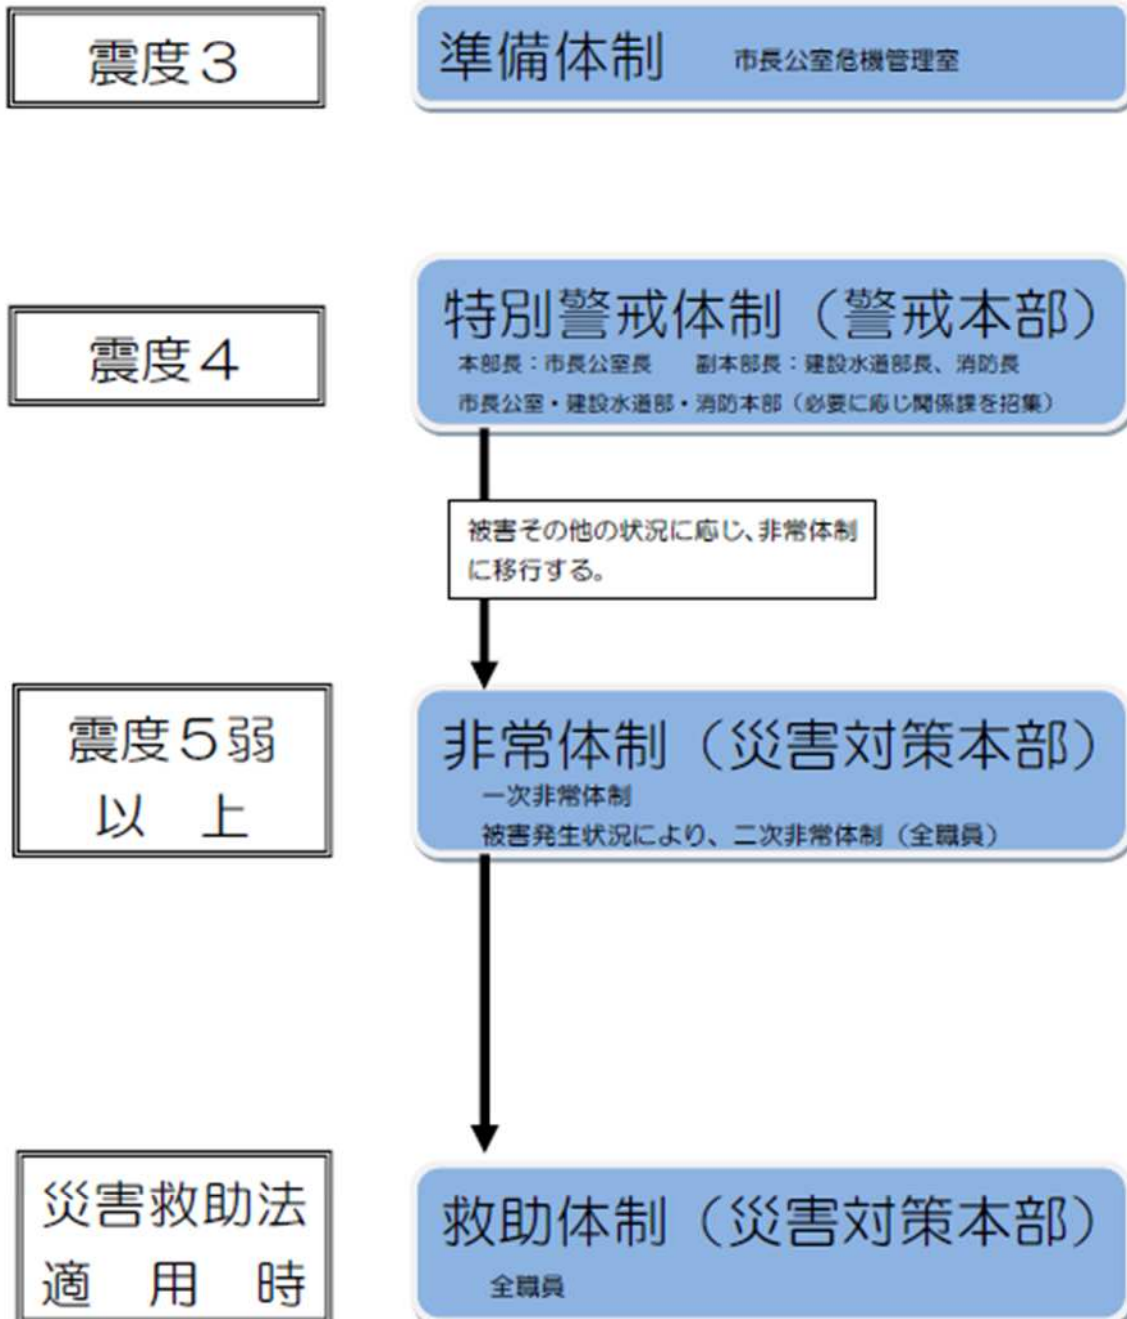 震度３
準備体制　市長公室危機管理室
震度４
特別警戒体制（警戒本部）
本部長：市長公室長　副本部長：建設水道部長、消防長
市長公室・建設水道部・消防本部（必要に応じ関係課を招集）
被害その他の状況に応じ、非常体制
に移行する。
震度５弱
以　上
非常体制（災害対策本部）
一次非常体制
被害発生状況により、二次非常体制（全職員）
災害救助法
適　用　時
救助体制（災害対策本部）
全職員